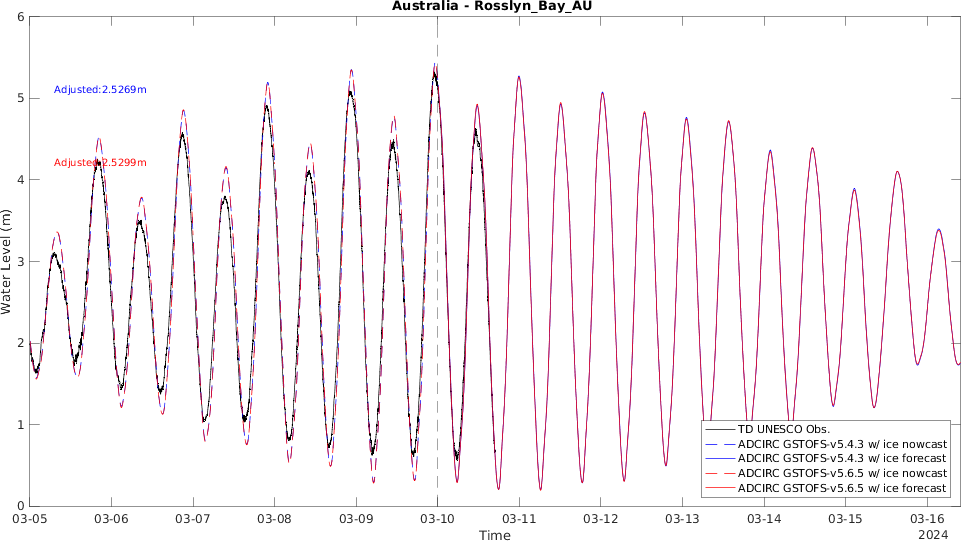 Australia - Rosslyn_Bay_AU
6
5
4
3
2
1
0
Water Level (m)
Adjusted:2.5269m
Adjusted:2.5299m
TD UNESCO Obs.
ADCIRC GSTOFS-v5.4.3 w/ ice nowcast
ADCIRC GSTOFS-v5.4.3 w/ ice forecast
ADCIRC GSTOFS-v5.6.5 w/ ice nowcast
ADCIRC GSTOFS-v5.6.5 w/ ice forecast
03-05 03-06 03-07 03-08 03-09 03-10 03-11 03-12 03-13 03-14 03-15 03-16
Time
2024